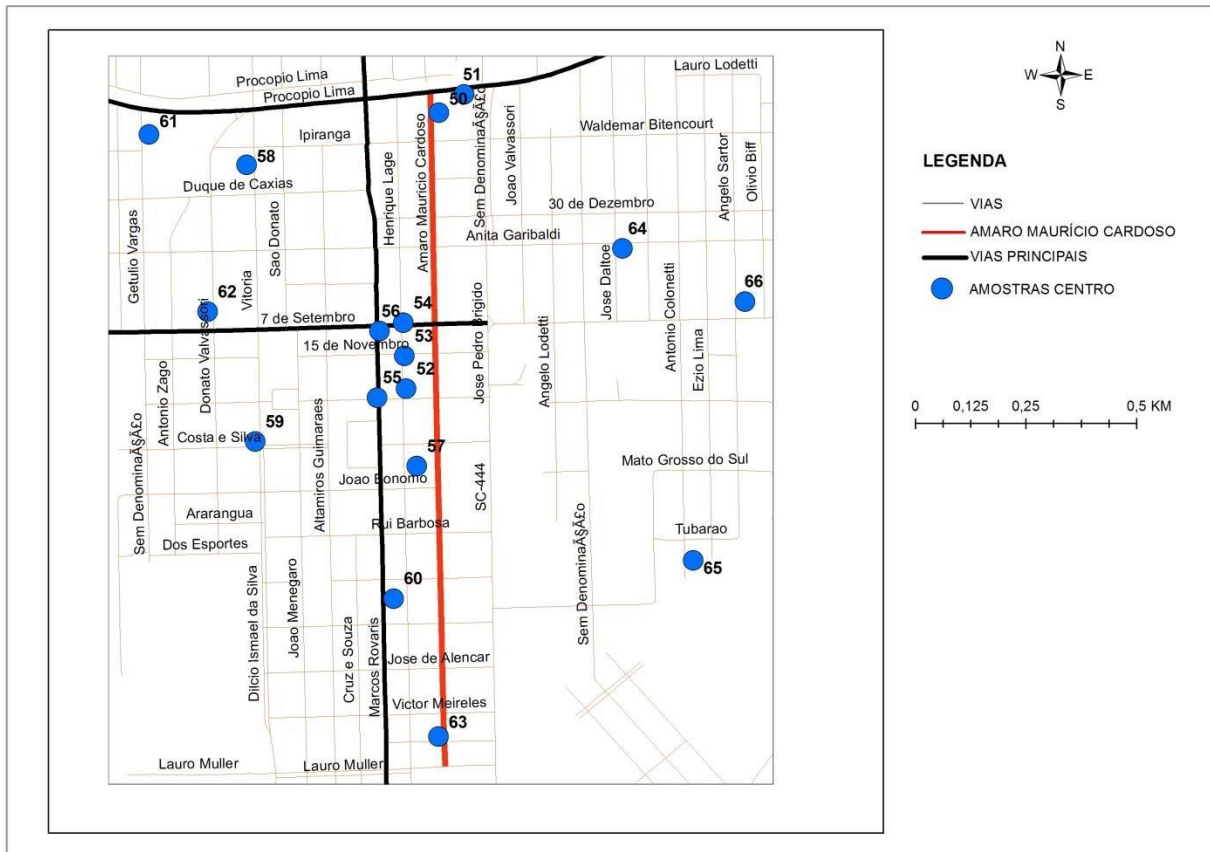 Procopio Lima
Procopio Lima
Lauro Lodetti
51
50
61
58
Ipiranga
Waldemar Bitencourt
Duque de Caxias
30 de Dezembro
Anita Garibaldi
64
Getulio Vargas
Sao Donato
Vitoria
Henrique Lage
Amaro Mauricio Cardoso
Sem DenominaÃ§Ã£o
Joao Valvassori
Jose Daltoe
Angelo Sartor
Olivio Biff
62
66
7 de Setembro
56
54
53
15 de Novembro
52
55
Donato Valvassori
Antonio Zago
Jose Pedro Brigido
Angelo Lodetti
Antonio Colonetti
Ezio Lima
59
Costa e Silva
Sem DenominaÃ§Ã£o
Altamiros Guimaraes
57
Joao Bonomo
SC-444
Mato Grosso do Sul
Ararangua
Rui Barbosa
Dos Esportes
Tubarao
65
60
Sem DenominaÃ§Ã£o
Dilcio Ismael da Silva
Joao Menegaro
Cruz e Souza
Marcos Rovaris
Jose de Alencar
Victor Meireles
63
Lauro Muller
Lauro Muller
N
W E
S
LEGENDA
VIAS
AMARO MAURÍCIO CARDOSO
VIAS PRINCIPAIS
AMOSTRAS CENTRO
0 0,125 0,25 0,5 KM